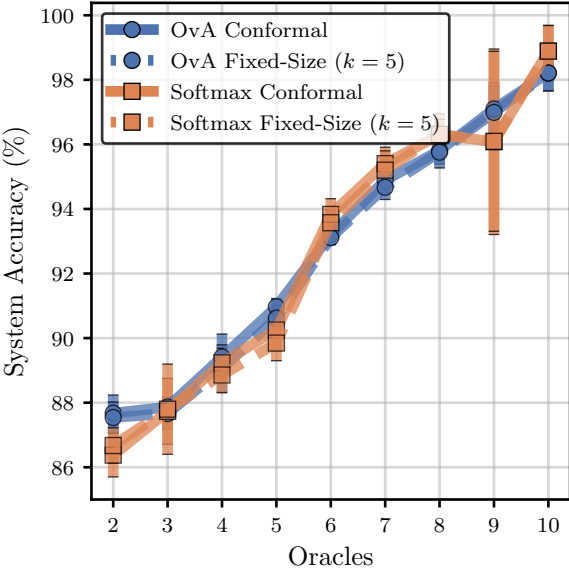 OvA Conformal
OvA Fixed-Size (k = 5)
Softmax Conformal
Softmax Fixed-Size (k = 5)
System Accuracy (%)
100
98
96
94
92
90
88
86
2 3 4 5 6 7 8 9 10
Oracles